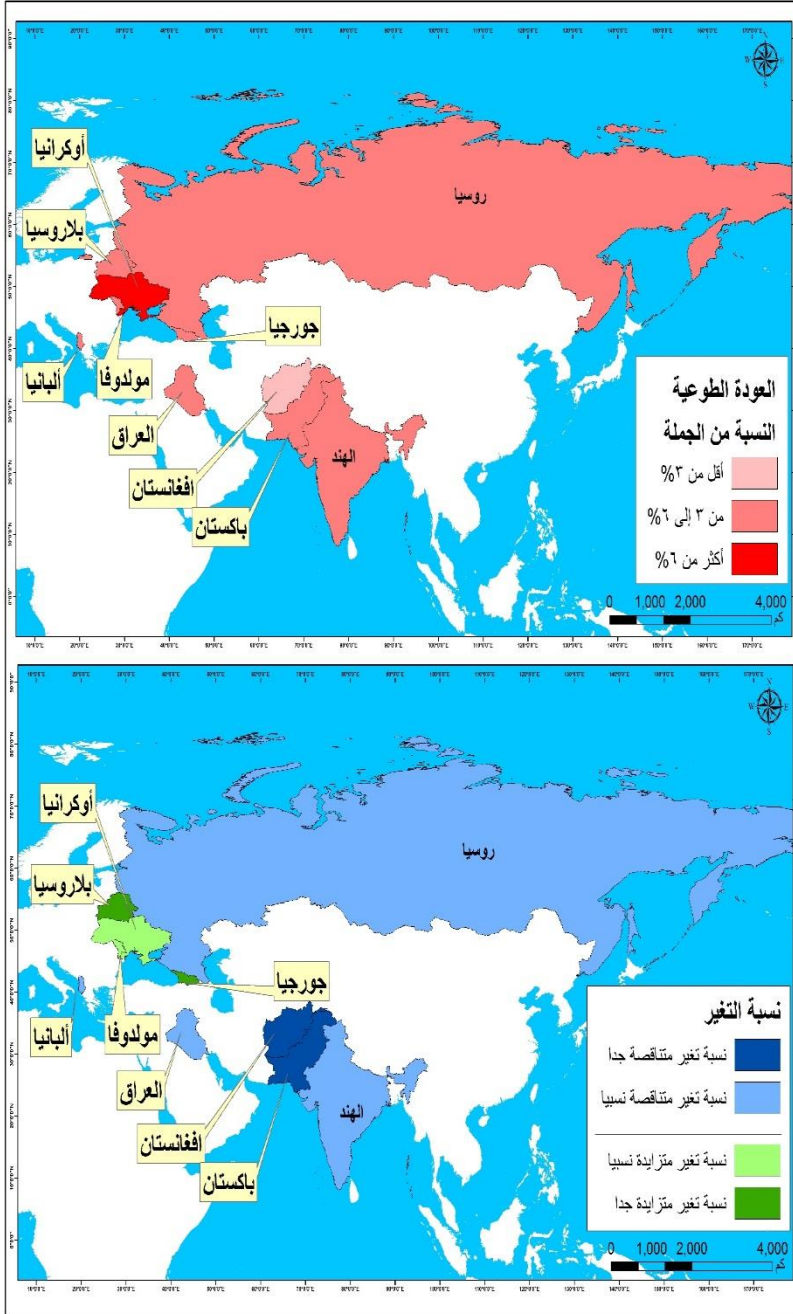 أوكرانيا
روسيا
بلاروسيا
جورجيا
ألبانيا
مولدوفا
العراق
افغانستان
الهند
باكستان
العودة الطوعية
النسبة من الجملة
أقل من ٣%
من ٣ إلى ٦%
أكثر من ٦%
0 1,000 2,000 4,000
كم
أوكرانيا
روسيا
بلاروسيا
جورجيا
ألبانيا
مولدوفا
العراق
افغانستان
الهند
باكستان
نسبة التغير
نسبة تغير متناقصة جدا
نسبة تغير متناقصة نسبيا
نسبة تغير متزايدة نسبيا
نسبة تغير متزايدة جدا
0 1,000 2,000 4,000
كم